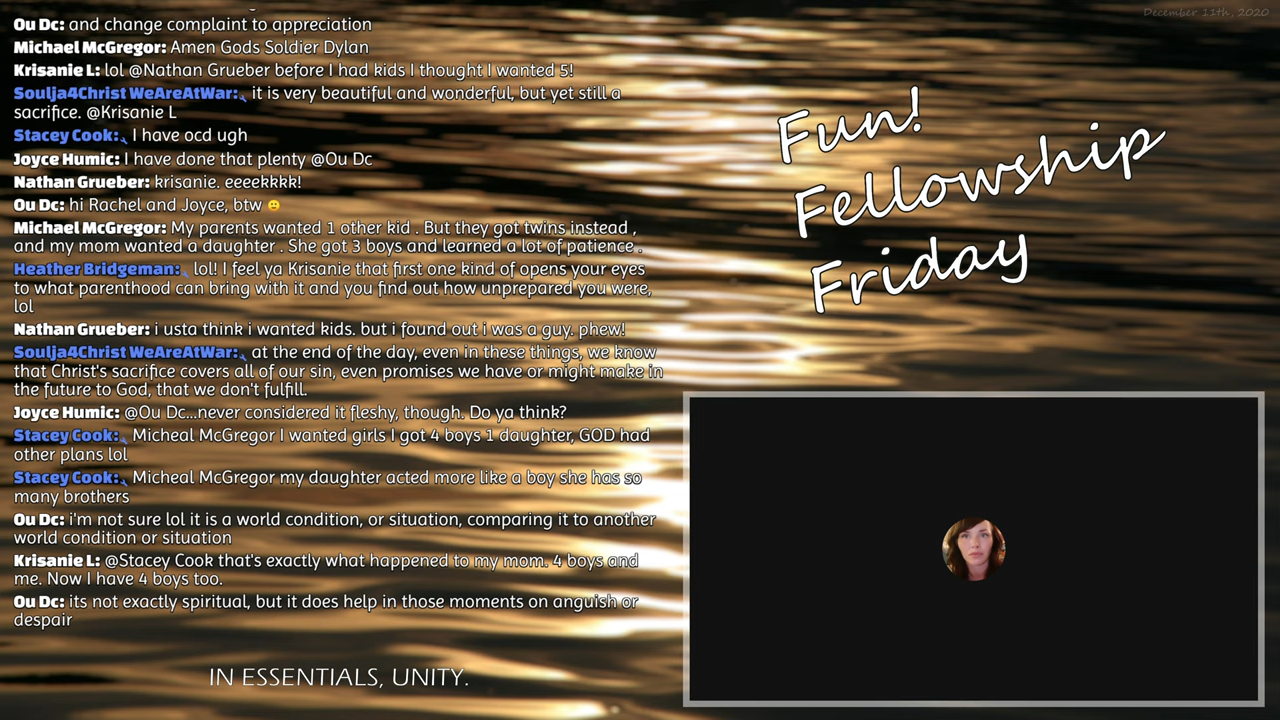 Ou Dc: and change complaint to appreciation
Michael McGregor: Amen Gods Soldier Dylan
Krisanie L: lol @Nathan Grueber before I had kids I thought I wanted 5!
Soulja4Christ WeAreAtWar: it is very beautiful and wonderful, but yet still a
sacrifice. @Krisanie L
Stacey Cook: I have ocd ugh
Joyce Humic: I have done that plenty @Ou Dc
Nathan Grueber: krisanie. eeeekkkk!
Ou Dc: hi Rachel and Joyce, btw 🙂
Michael McGregor: My parents wanted 1 other kid . But they got twins instead ,
and my mom wanted a daughter . She got 3 boys and learned a lot of patience .
Heather Bridgeman: lol! I feel ya Krisanie that first one kind of opens your eyes
to what parenthood can bring with it and you find out how unprepared you were,
lol
Nathan Grueber: i usta think i wanted kids. but i found out i was a guy. phew!
Soulja4Christ WeAreAtWar: at the end of the day, even in these things, we know
that Christ's sacrifice covers all of our sin, even promises we have or might make in
the future to God, that we don't fulfill.
Joyce Humic: @Ou Dc...never considered it fleshy, though. Do ya think?
Stacey Cook: Micheal McGregor I wanted girls I got 4 boys 1 daughter, GOD had
other plans lol
Stacey Cook: Micheal McGregor my daughter acted more like a boy she has so
many brothers
Ou Dc: i'm not sure lol it is a world condition, or situation, comparing it to another
world condition or situation
Krisanie L: @Stacey Cook that's exactly what happened to my mom. 4 boys and
me. Now I have 4 boys too.
Ou Dc: its not exactly spiritual, but it does help in those moments on anguish or
despair
IN ESSENTIALS, UNITY.
December 11th, 2020
Fun!
Fellowship
Friday